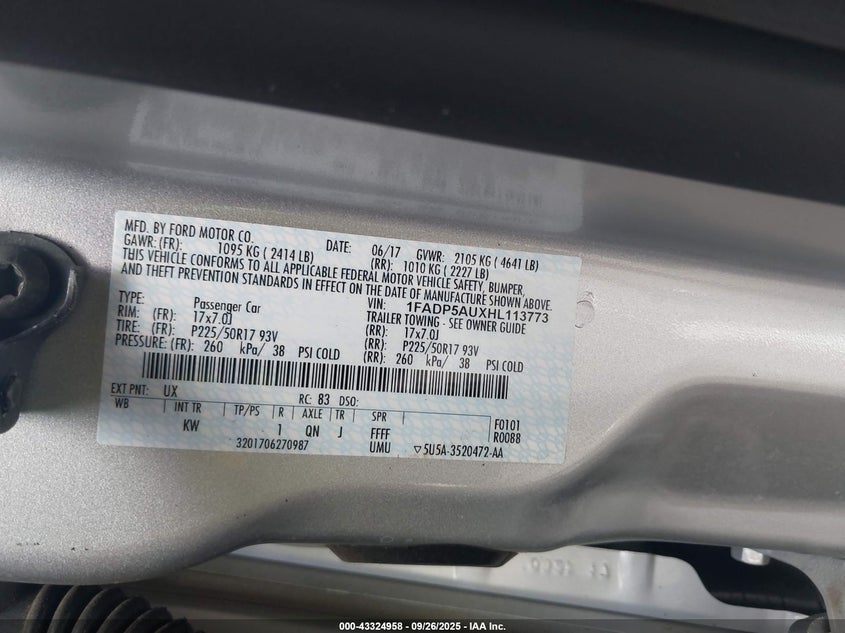 MFD. BY FORD MOTOR CO.
DATE: 06/17 GVWR: 2105 KG ( 4641 LB)
GAWR: (FR): 1095 KG ( 2414 LB) (RR): 1010 KG ( 2227 LB)
THIS VEHICLE CONFORMS TO ALL APPLICABLE FEDERAL MOTOR VEHICLE SAFETY, BUMPER,
AND THEFT PREVENTION STANDARDS IN EFFECT ON THE DATE OF MANUFACTURE SHOWN ABOVE.
VIN: 1FADP5AUXHL113773
TYPE: Passenger Car TRAILER TOWING - SEE OWNER GUIDE
RIM: (FR): 17x7.0J (RR): 17x7.0J
TIRE: (FR): P225/50R17 93V (RR): P225/50R17 93V
PRESSURE: (FR): 260 kPa/ 38 PSI COLD (RR): 260 kPa/ 38 PSI COLD
EXT PNT: UX RC: 83 DSO:
WB INT TR TP/PS R AXLE TR SPR F0101
KW 1 QN J FFFF R0088
3201706270987 UMU ▽5U5A-3520472-AA
000-43324958 - 09/26/2025 - IAA Inc.